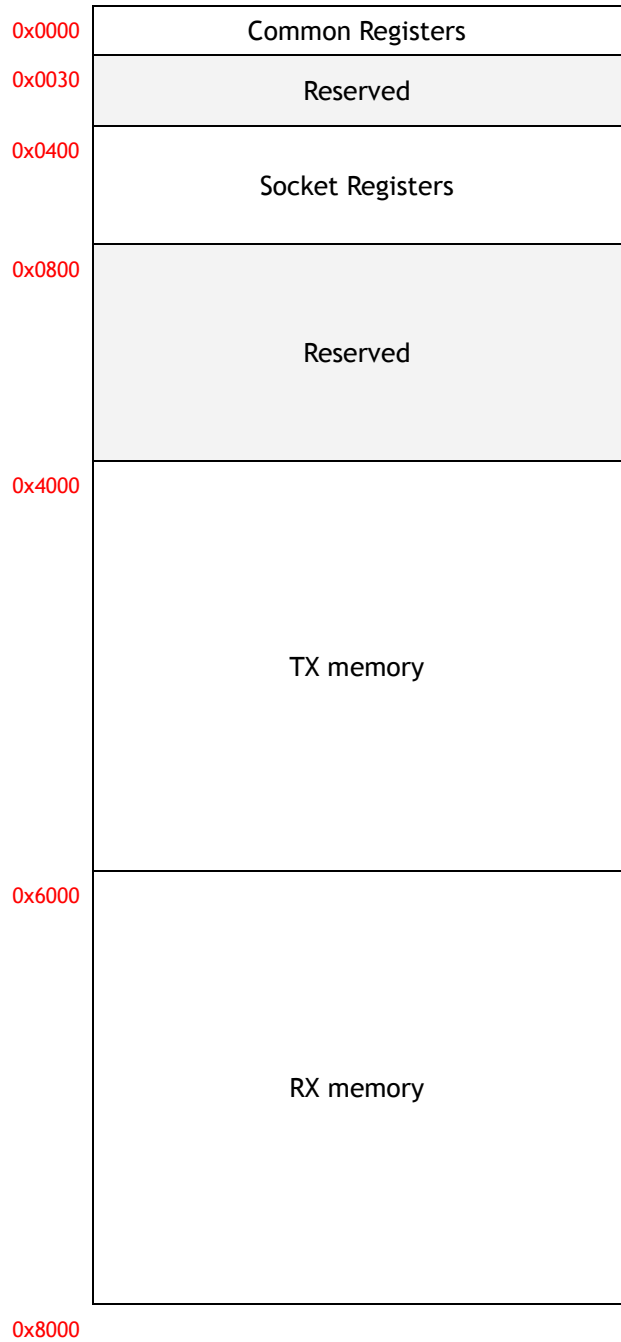 0x0000
Common Registers
0x0030
Reserved
0x0400
Socket Registers
0x0800
Reserved
0x4000
TX memory
0x6000
RX memory
0x8000